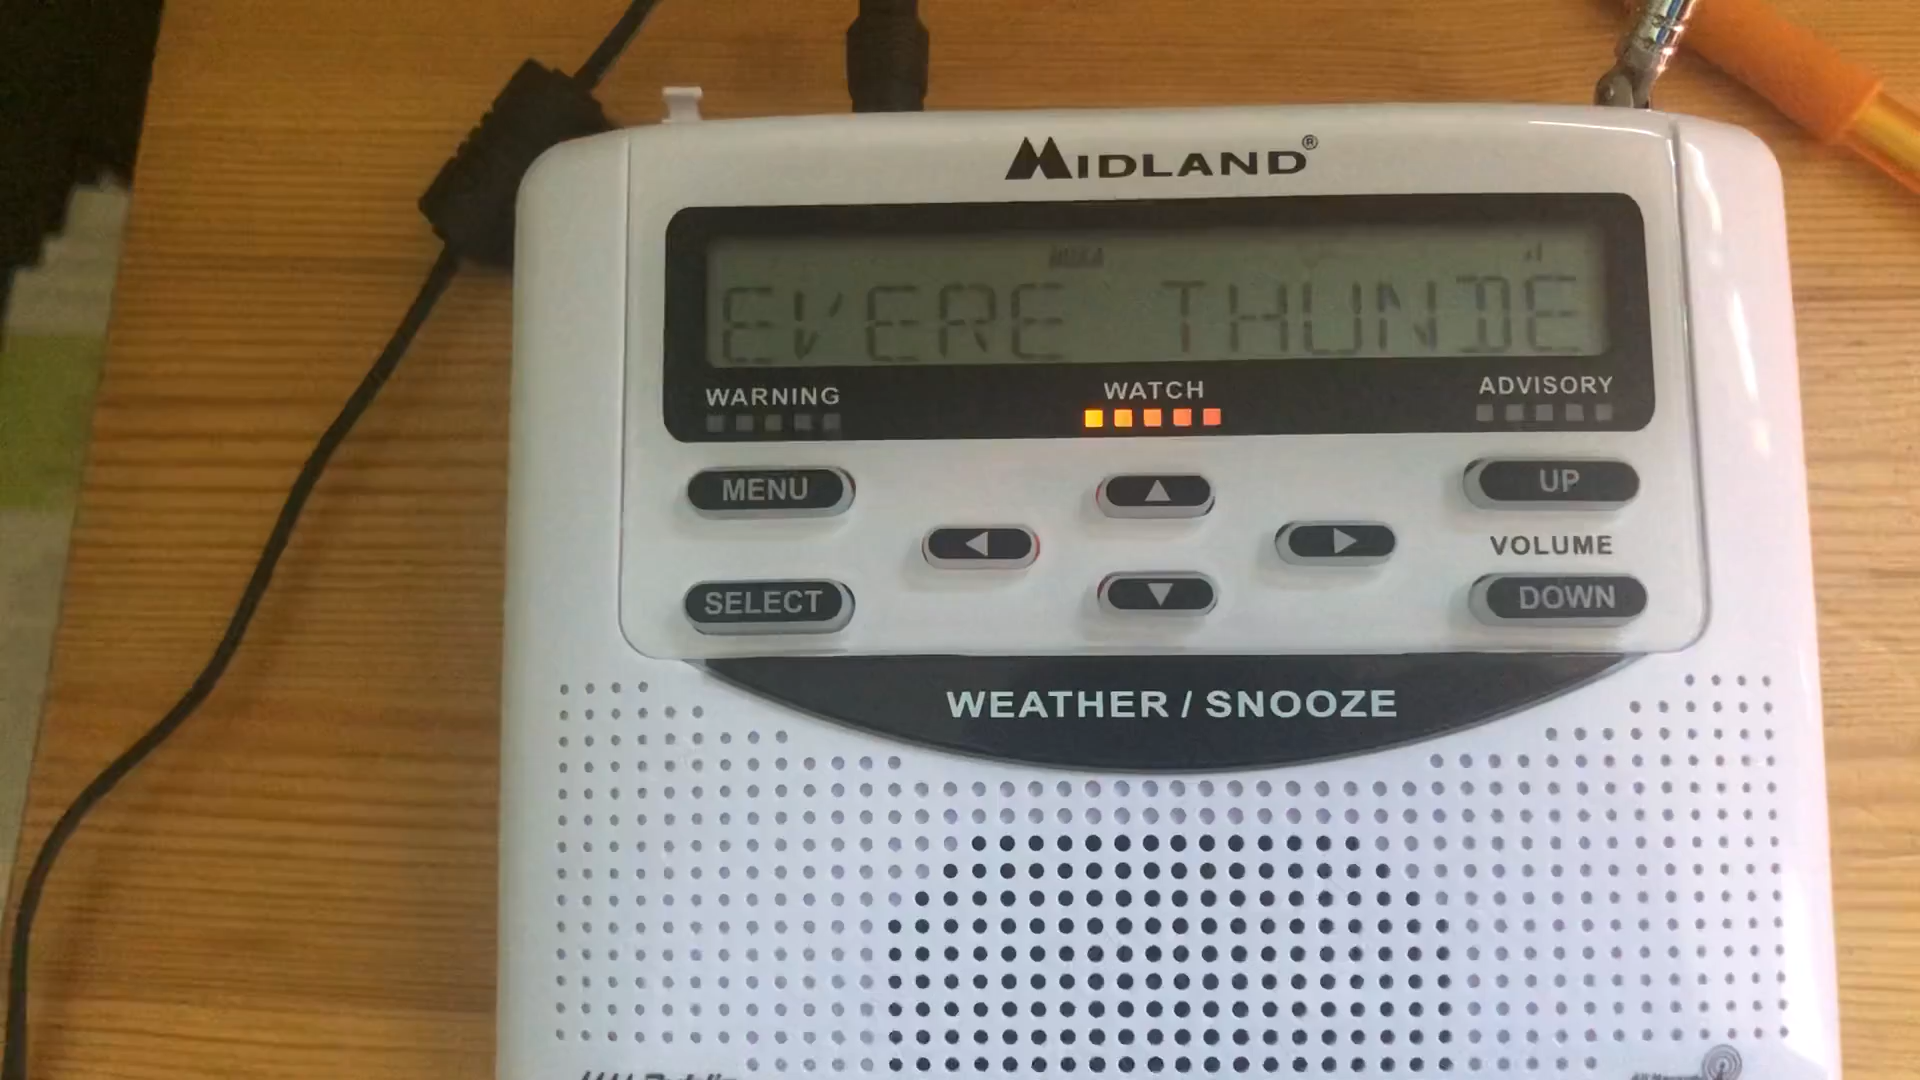 MIDLAND®
EVERE THUNDE
WARNING
WATCH
ADVISORY
MENU
UP
VOLUME
SELECT
DOWN
WEATHER / SNOOZE